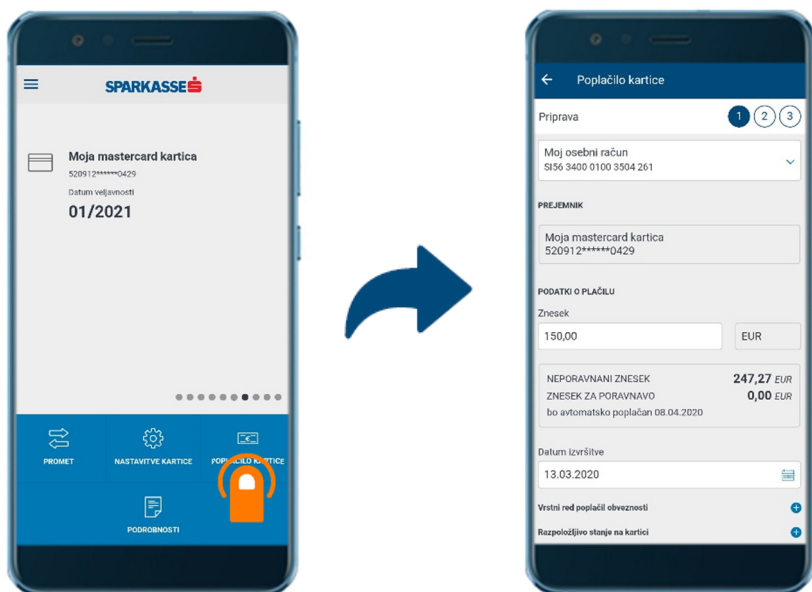 SPARKASSE
Moja mastercard kartica
520912******0429
Datum veljavnosti
01/2021
PROMET
NASTAVITVE KARTICE
POPLAČILO KARTICE
PODROBNOSTI
Poplačilo kartice
Priprava
1 2 3
Moj osebni račun
SI56 3400 0100 3504 261
PREJEMNIK
Moja mastercard kartica
520912******0429
PODATKI O PLAČILU
Znesek
150,00
EUR
NEPORAVNANI ZNESEK 247,27 EUR
ZNESEK ZA PORAVNAVO 0,00 EUR
bo avtomatsko poplačan 08.04.2020
Datum izvršitve
13.03.2020
Vrstni red poplačil obveznosti
Razpoložljivo stanje na kartici